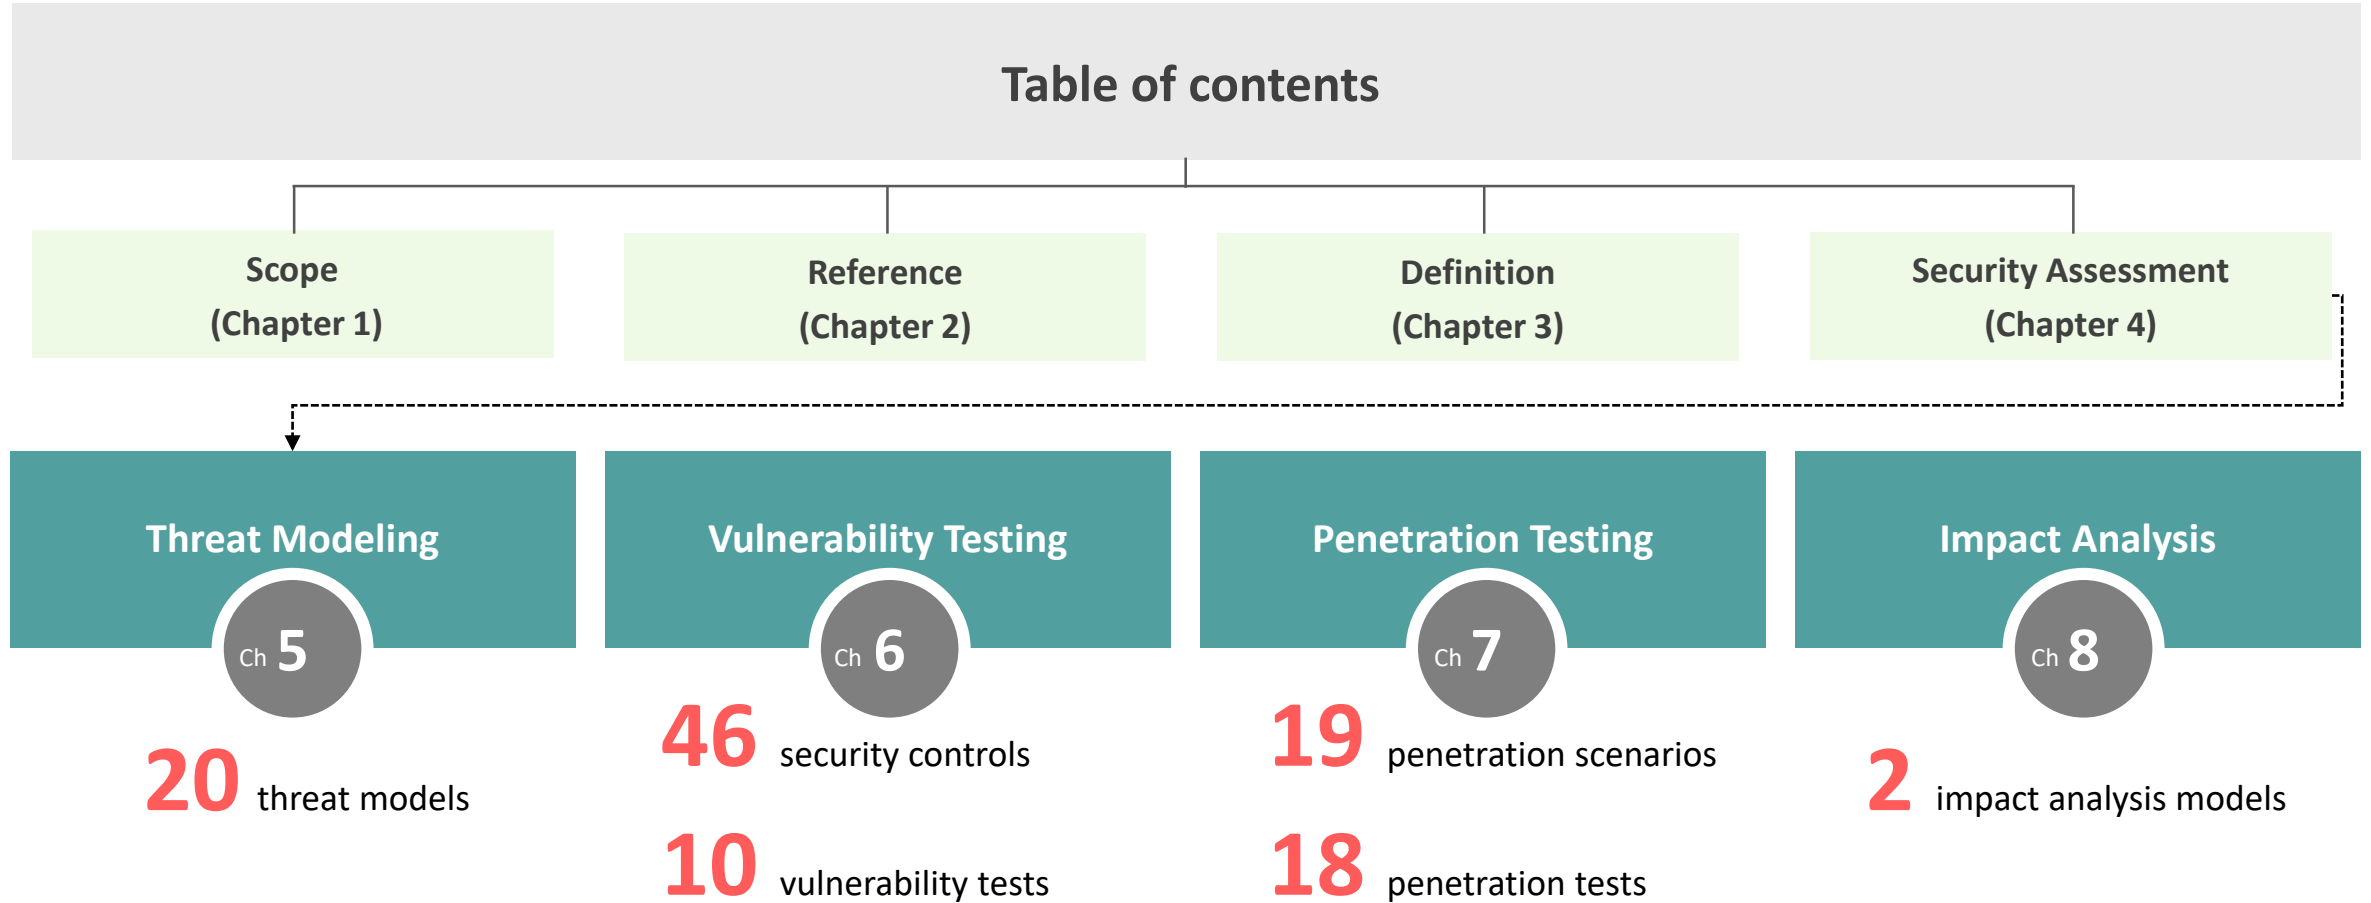 Table of contents
Scope
(Chapter 1)
Reference
(Chapter 2)
Definition
(Chapter 3)
Security Assessment
(Chapter 4)
Threat Modeling
Ch 5
20 threat models
Vulnerability Testing
Ch 6
46 security controls
10 vulnerability tests
Penetration Testing
Ch 7
19 penetration scenarios
18 penetration tests
Impact Analysis
Ch 8
2 impact analysis models